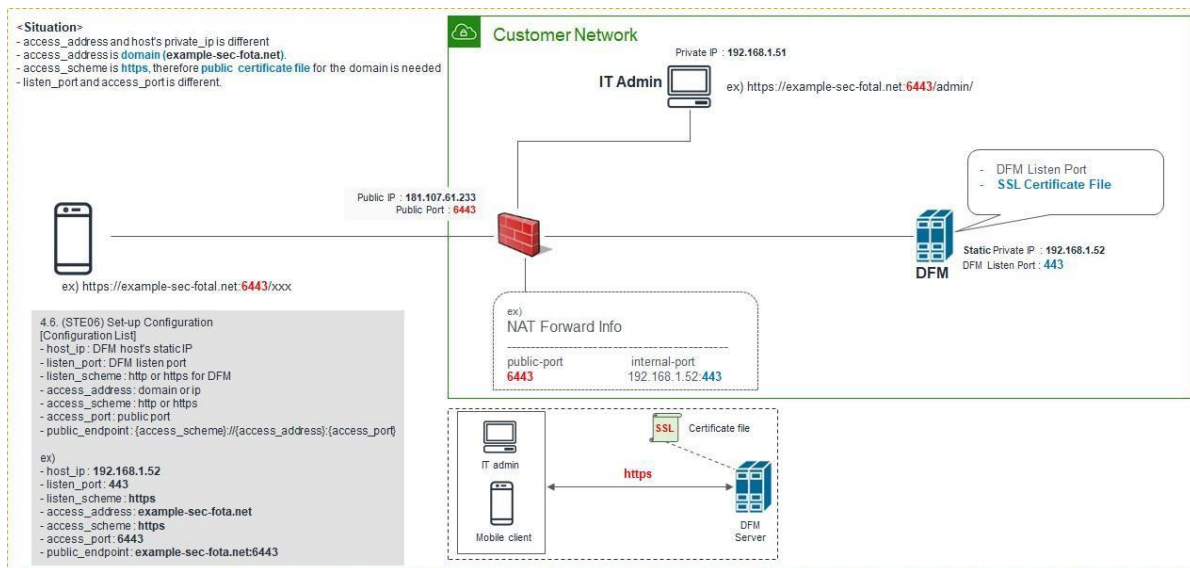 <Situation>
- access_address and host's private_ip is different
- access_address is domain (example-sec-fota.net).
- access_scheme is https, therefore public certificate file for the domain is needed
- listen_port and access_port is different.
Customer Network
Private IP : 192.168.1.51
IT Admin
ex) https://example-sec-fotal.net:6443/admin/
- DFM Listen Port
- SSL Certificate File
Public IP : 181.107.61.233
Public Port : 6443
Static Private IP : 192.168.1.52
DFM Listen Port : 443
DFM
ex) https://example-sec-fotal.net:6443/xxx
ex)
NAT Forward Info
public-port internal-port
6443 192.168.1.52:443
4.6. (STE06) Set-up Configuration
[Configuration List]
- host_ip : DFM host's static IP
- listen_port : DFM listen port
- listen_scheme : http or https for DFM
- access_address : domain or ip
- access_scheme : http or https
- access_port : public port
- public_endpoint : {access_scheme}://{access_address}:{access_port}
ex)
- host_ip : 192.168.1.52
- listen_port : 443
- listen_scheme : https
- access_address : example-sec-fota.net
- access_scheme : https
- access_port : 6443
- public_endpoint : example-sec-fota.net:6443
SSL
Certificate file
IT admin
https
Mobile client
DFM
Server